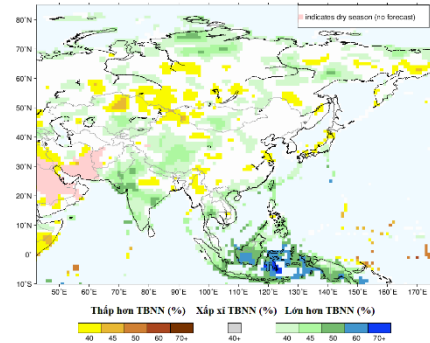 indicates dry season (no forecast)
80°N
70°N
60°N
50°N
40°N
30°N
20°N
10°N
0°
10°S
50°E 60°E 70°E 80°E 90°E 100°E 110°E 120°E 130°E 140°E 150°E 160°E 170°E
Thấp hơn TBNN (%) Xấp xỉ TBNN (%) Lớn hơn TBNN (%)
40 45 50 60 70+ 40+ 40 45 50 60 70+